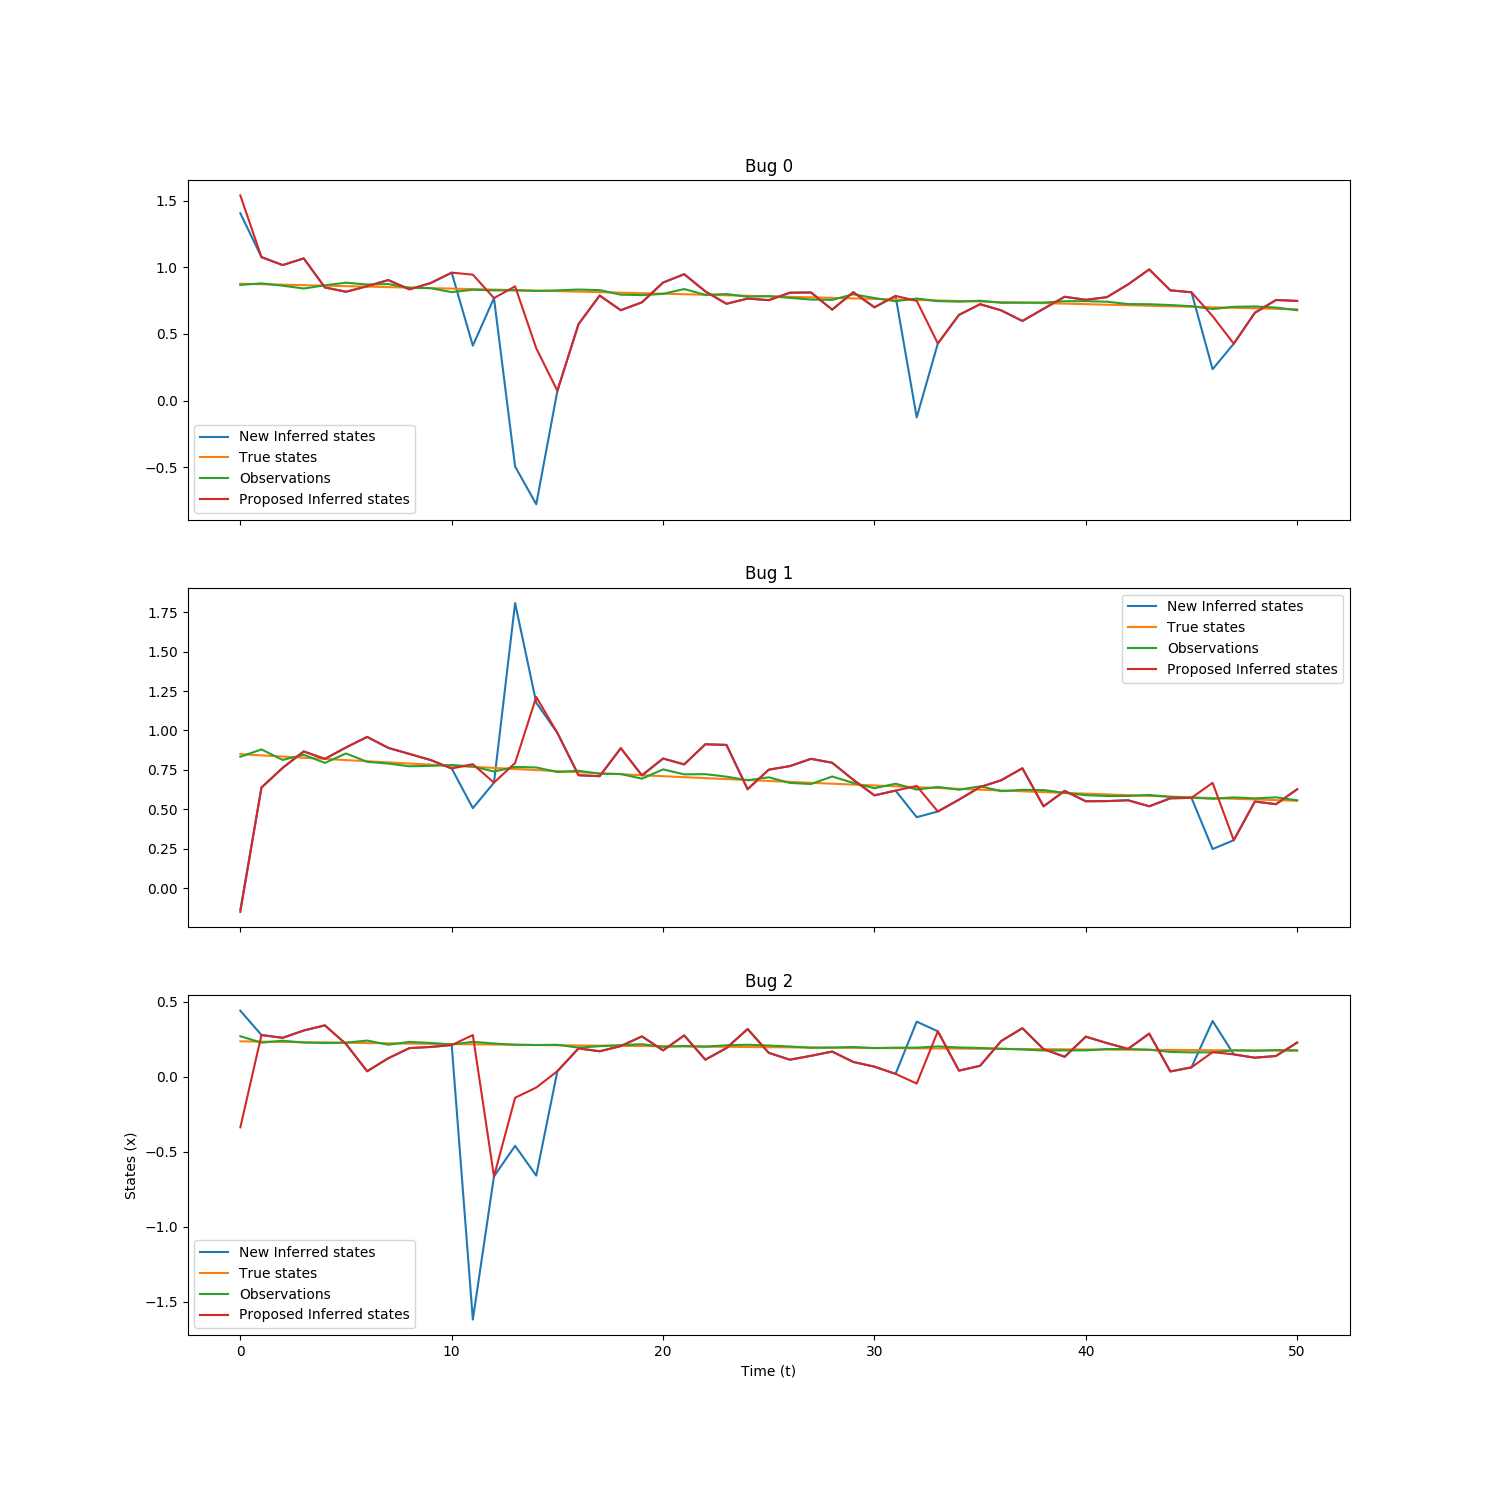 Bug 0
1.5
1.0
0.5
0.0
−0.5
New Inferred states
True states
Observations
Proposed Inferred states
Bug 1
1.75
1.50
1.25
1.00
0.75
0.50
0.25
0.00
New Inferred states
True states
Observations
Proposed Inferred states
Bug 2
States (x)
0.5
0.0
−0.5
−1.0
−1.5
New Inferred states
True states
Observations
Proposed Inferred states
0 10 20 30 40 50
Time (t)